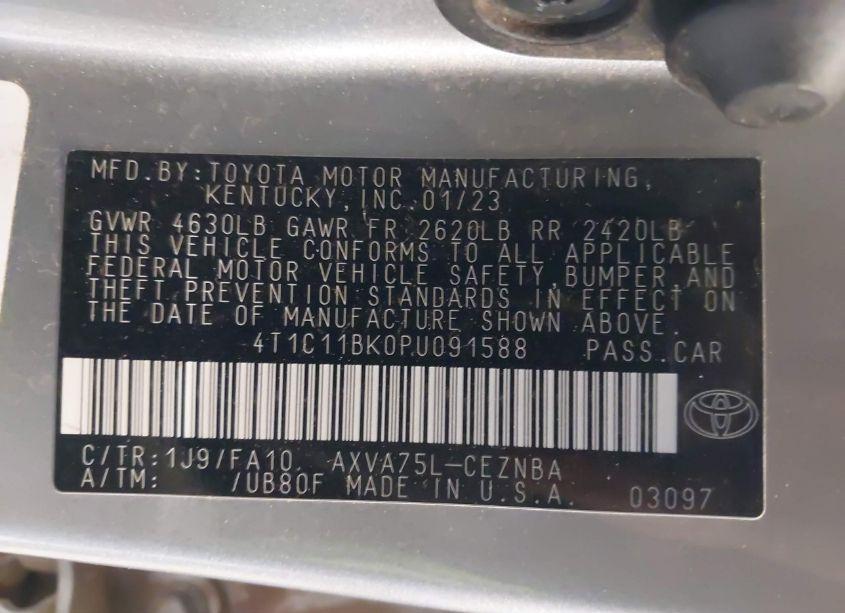 MFD.BY:TOYOTA MOTOR MANUFACTURING,
KENTUCKY,INC.01/23
GVWR 4630LB GAWR FR 2620LB RR 2420LB
THIS VEHICLE CONFORMS TO ALL APPLICABLE
FEDERAL MOTOR VEHICLE SAFETY,BUMPER,AND
THEFT PREVENTION STANDARDS IN EFFECT ON
THE DATE OF MANUFACTURE SHOWN ABOVE.
4T1C11BK0PU091588 PASS.CAR
C/TR:1J9/FA10. AXVA75L-CEZNBA
A/TM: /UB80F MADE IN U.S.A. 03097